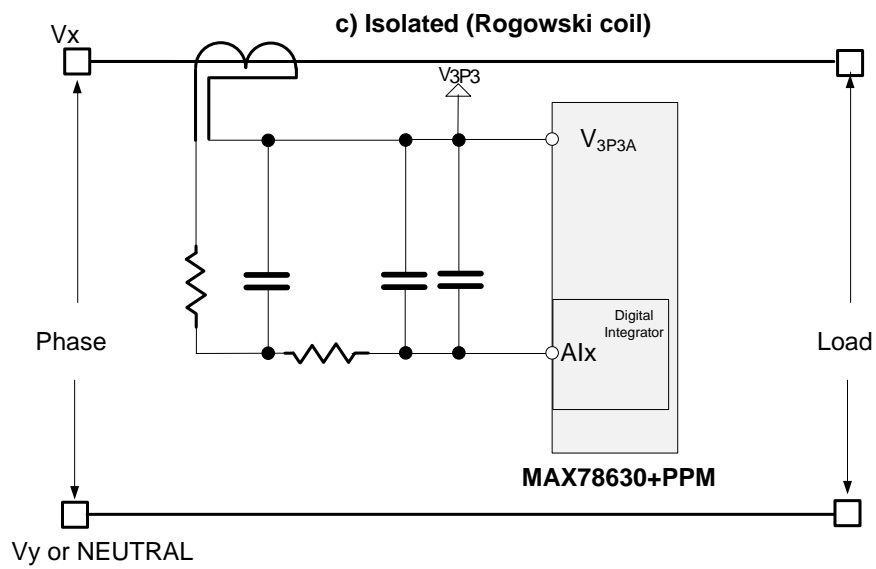 c) Isolated (Rogowski coil)
Vx
V3P3
V3P3A
Digital
Integrator
Phase
AIx
Load
MAX78630+PPM
Vy or NEUTRAL